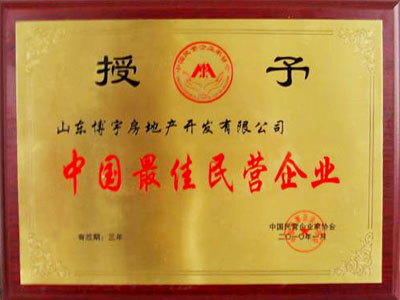 授予
山东博宇房地产开发有限公司
中国最佳民营企业
中国民营企业家协会
有效期：三年
二〇一〇年一月